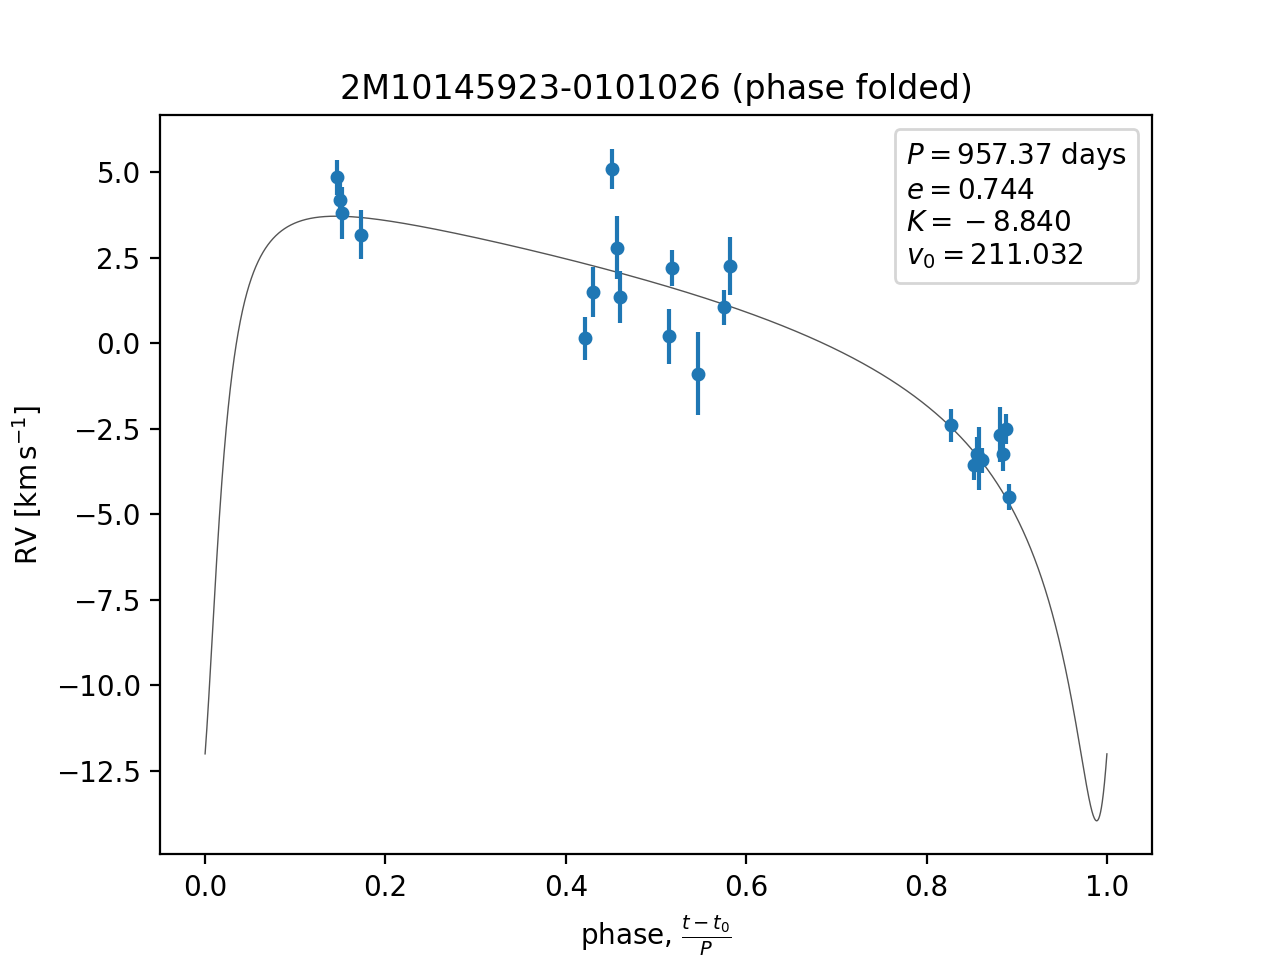 2M10145923-0101026 (phase folded)
P = 957.37 days
e = 0.744
K = − 8.840
v₀ = 211.032
RV [km s⁻¹]
5.0
2.5
0.0
−2.5
−5.0
−7.5
−10.0
−12.5
0.0 0.2 0.4 0.6 0.8 1.0
phase, (t − t₀)/P